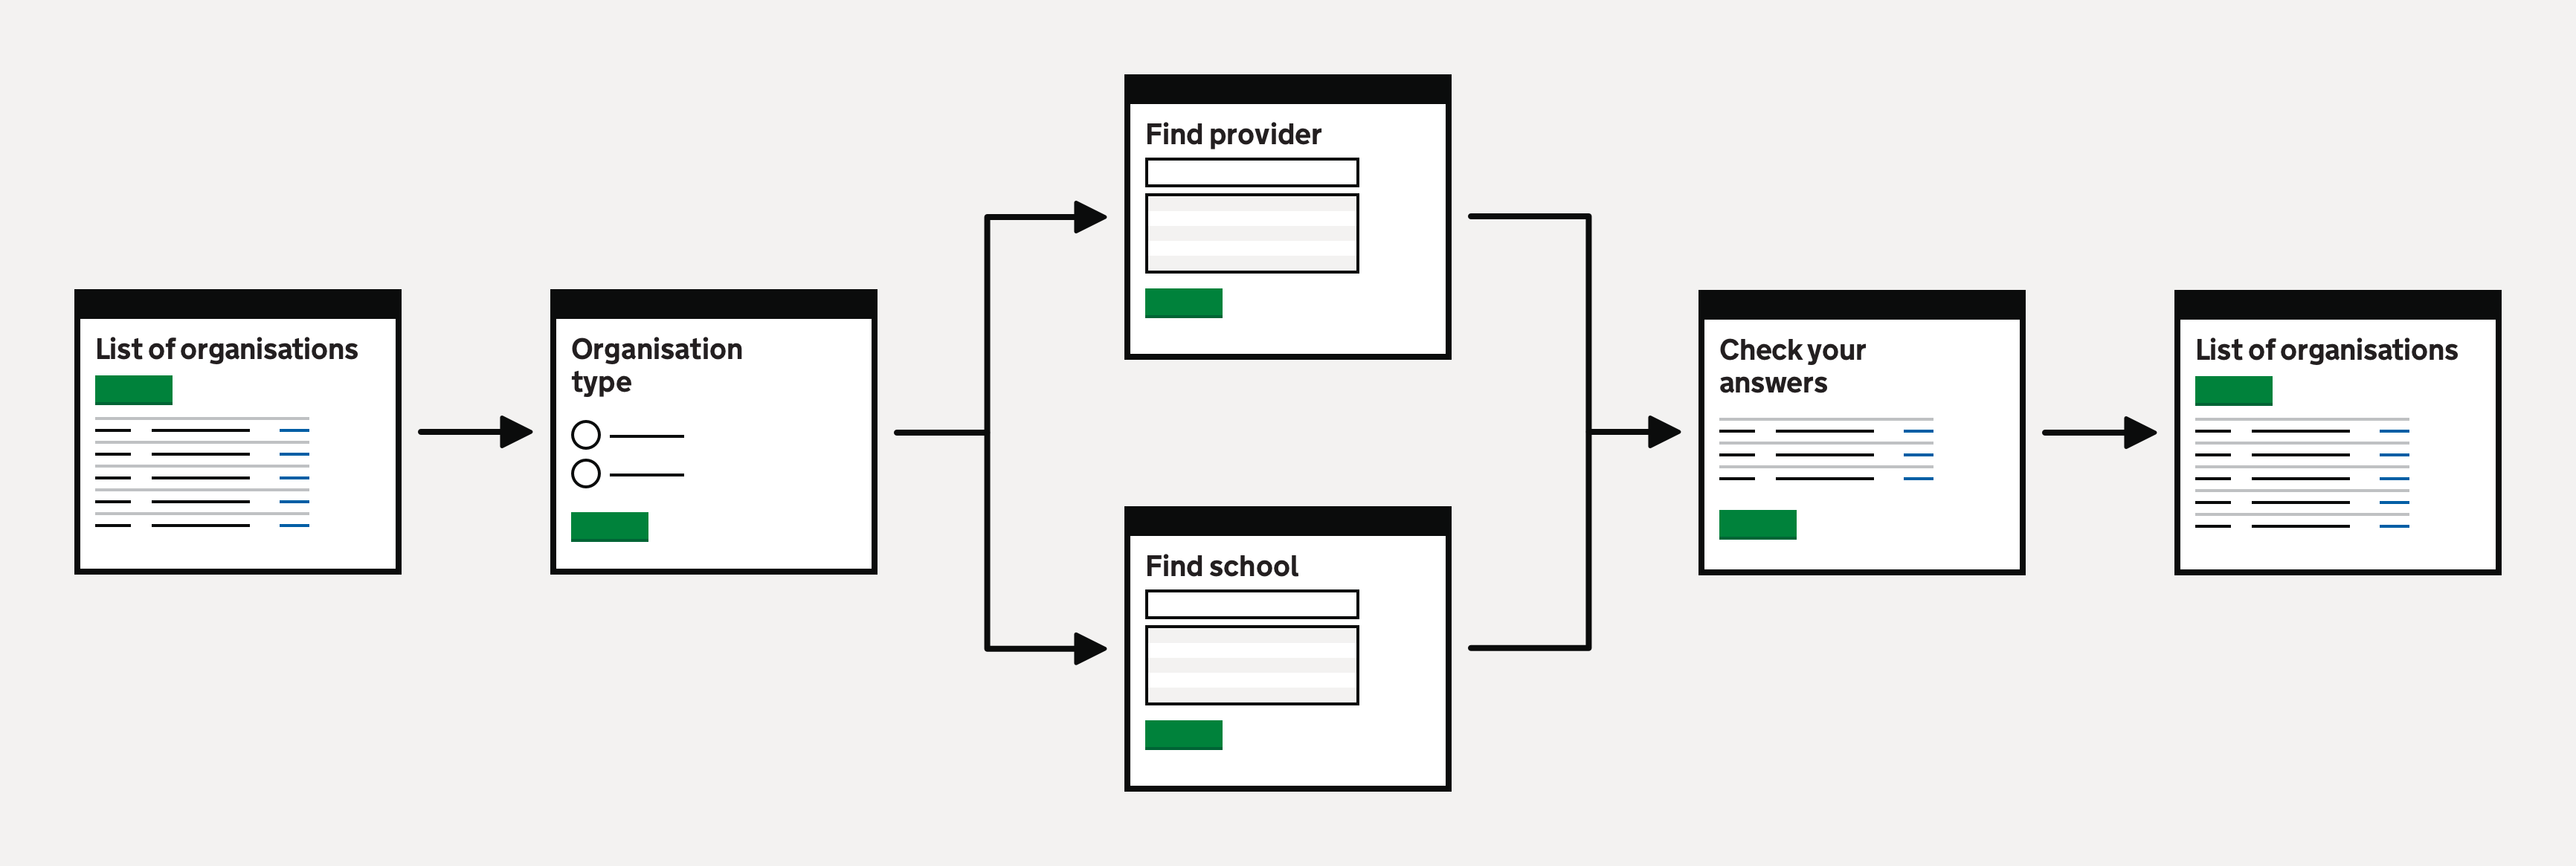 List of organisations
Organisation
type
Find provider
Find school
Check your
answers
List of organisations